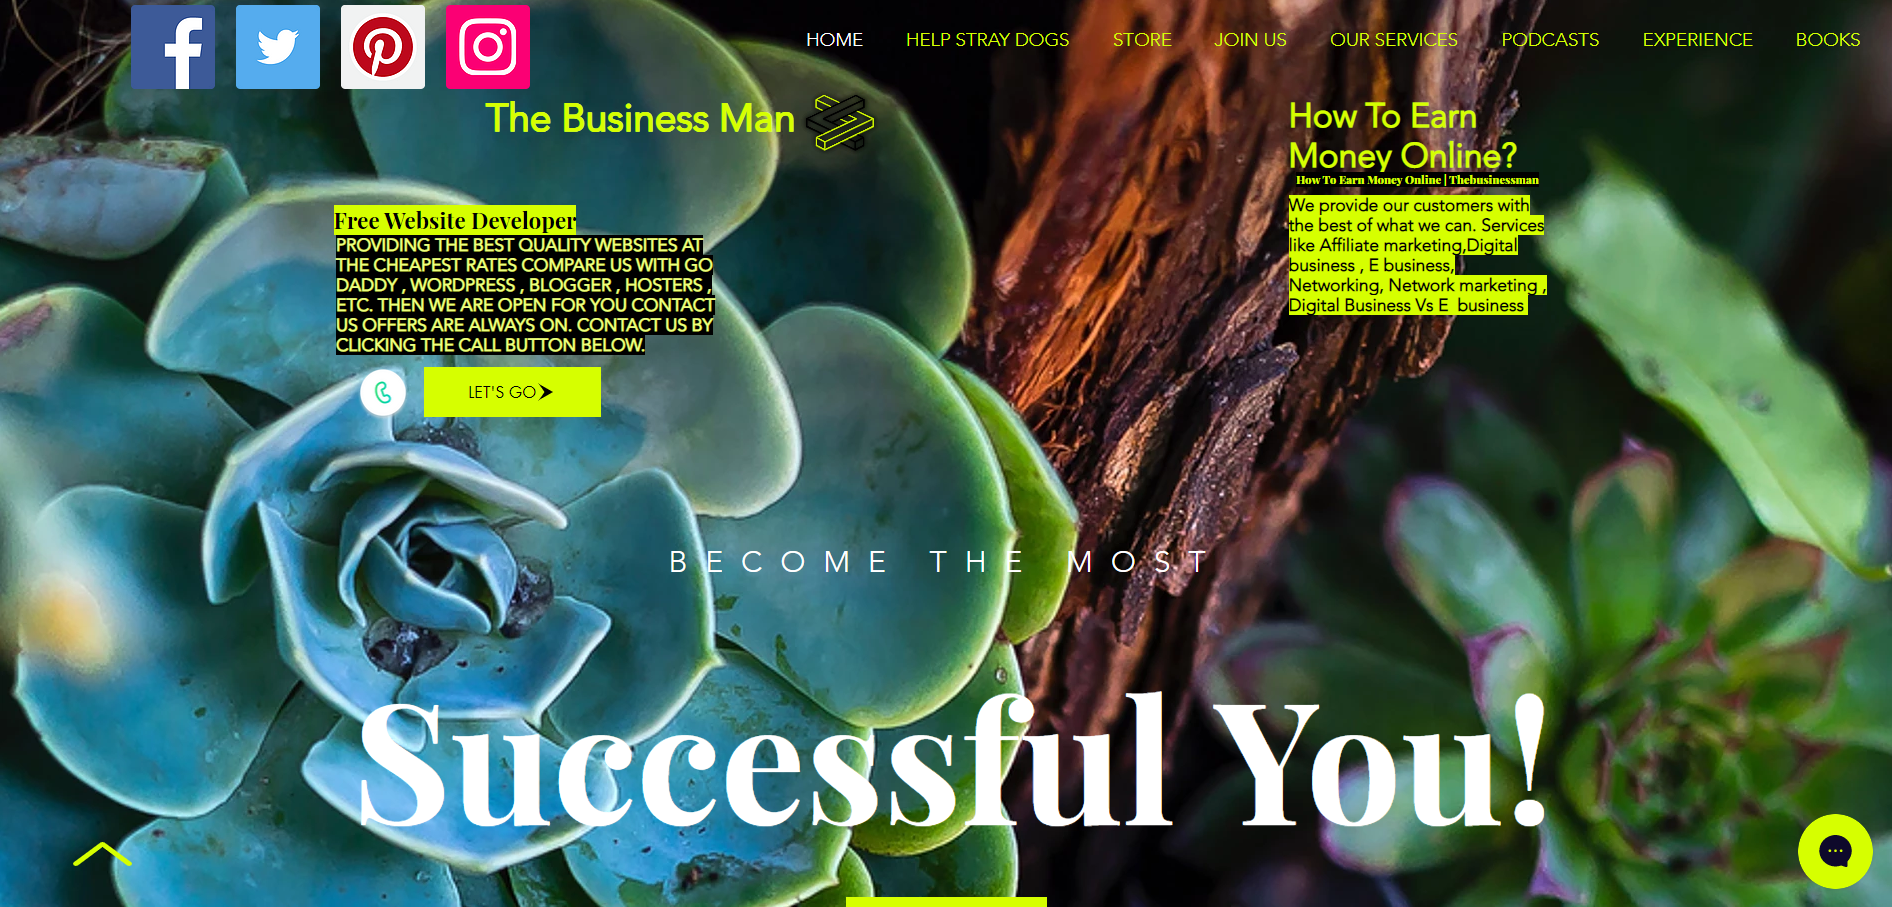 HOME HELP STRAY DOGS STORE JOIN US OUR SERVICES PODCASTS EXPERIENCE BOOKS
The Business Man
How To Earn
Money Online?
How To Earn Money Online | Thebusinessman
We provide our customers with
the best of what we can. Services
like Affiliate marketing,Digital
business , E business,
Networking, Network marketing ,
Digital Business Vs E  business
Free Website Developer
PROVIDING THE BEST QUALITY WEBSITES AT
THE CHEAPEST RATES COMPARE US WITH GO
DADDY , WORDPRESS , BLOGGER , HOSTERS ,
ETC. THEN WE ARE OPEN FOR YOU CONTACT
US OFFERS ARE ALWAYS ON. CONTACT US BY
CLICKING THE CALL BUTTON BELOW.
LET'S GO
BECOME THE MOST
Successful You!